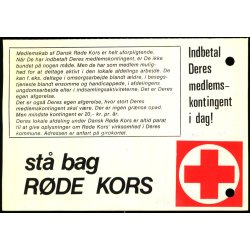 Medlemskab af Dansk Røde Kors er helt uforpligtende.
Når De har indbetalt Deres medlemskontingent, er De ikke
bundet på nogen måde. Men De har som medlem mulig-
hed for at deltage aktivt i den lokale afdelings arbejde. De
kan f. eks. deltage i omsorgsarbejdet blandt ældre, i besøgs-
tjeneste blandt ensomme og handicappede, i afdelingens
ungdomsarbejde eller i indsamlingsaktiviteterne. Det er
Deres egen afgørelse.
Det er også Deres egen afgørelse, hvor stort Deres
medlemskontingent skal være. Der er ingen grænse opad.
Men mindste kontingent er 20,- kr. pr. år.
Deres lokale afdeling under Dansk Røde Kors er altid parat
til at give oplysninger om Røde Kors' virksomhed i Deres
kommune. Adressen er anført på girokortet.
Indbetal
Deres
medlems-
kontingent
i dag!
stå bag
RØDE KORS